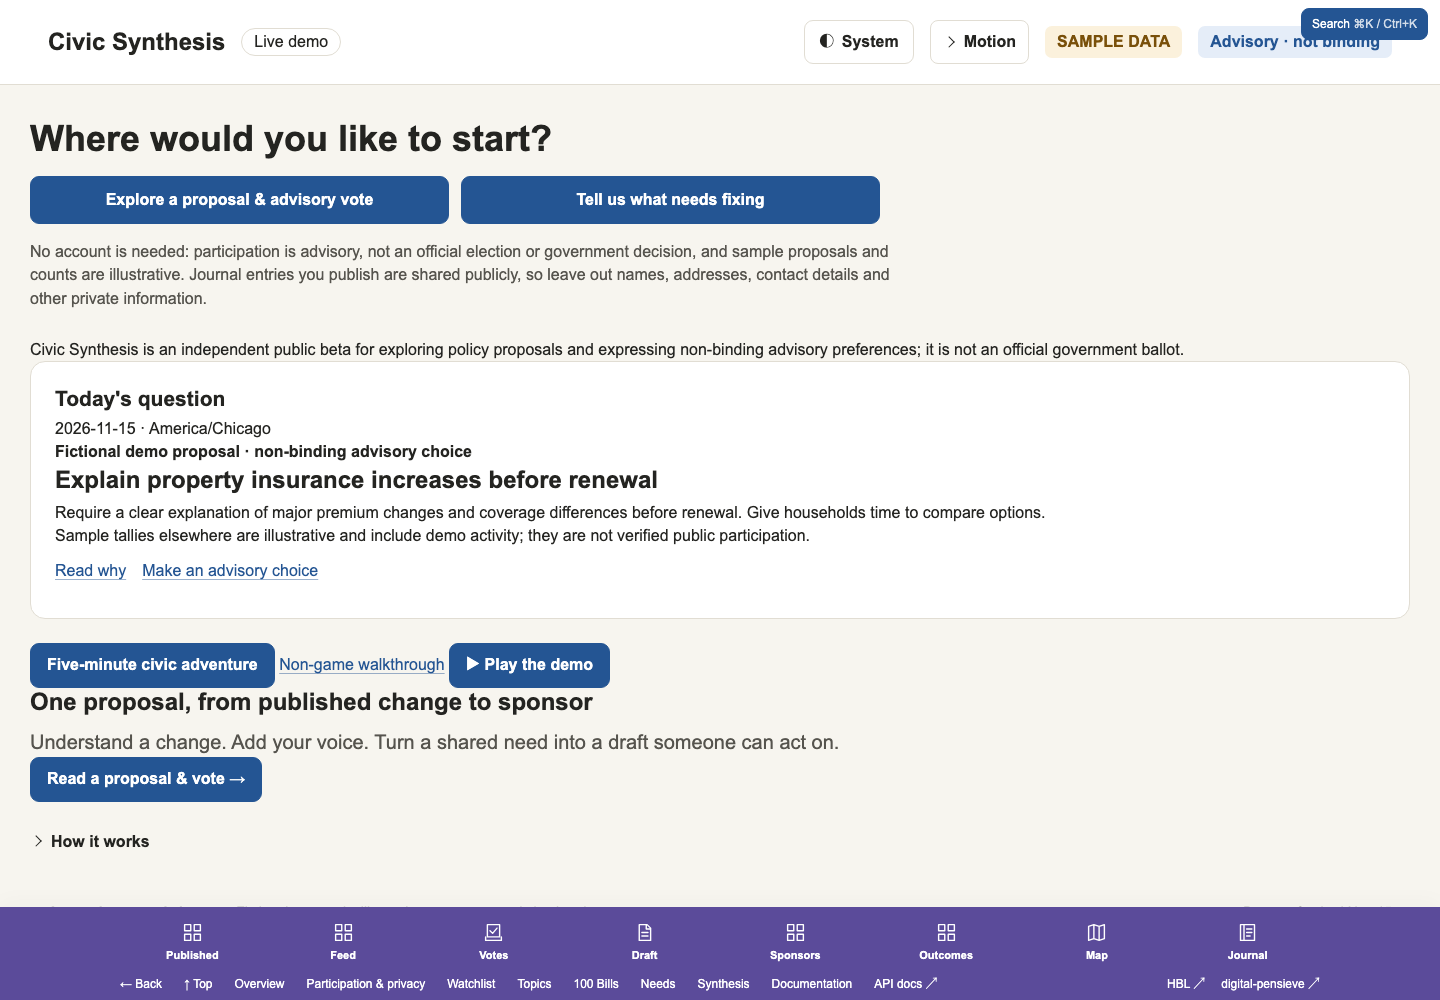 Civic Synthesis
Live demo
System
Motion
SAMPLE DATA
Advisory · not binding
Search ⌘K / Ctrl+K
Where would you like to start?
Explore a proposal & advisory vote
Tell us what needs fixing
No account is needed: participation is advisory, not an official election or government decision, and sample proposals and
counts are illustrative. Journal entries you publish are shared publicly, so leave out names, addresses, contact details and
other private information.
Civic Synthesis is an independent public beta for exploring policy proposals and expressing non-binding advisory preferences; it is not an official government ballot.
Today's question
2026-11-15 · America/Chicago
Fictional demo proposal · non-binding advisory choice
Explain property insurance increases before renewal
Require a clear explanation of major premium changes and coverage differences before renewal. Give households time to compare options.
Sample tallies elsewhere are illustrative and include demo activity; they are not verified public participation.
Read why Make an advisory choice
Five-minute civic adventure Non-game walkthrough ▶ Play the demo
One proposal, from published change to sponsor
Understand a change. Add your voice. Turn a shared need into a draft someone can act on.
Read a proposal & vote →
How it works
Published Feed Votes Draft Sponsors Outcomes Map Journal
← Back ↑ Top Overview Participation & privacy Watchlist Topics 100 Bills Needs Synthesis Documentation API docs ↗ HBL ↗ digital-pensieve ↗